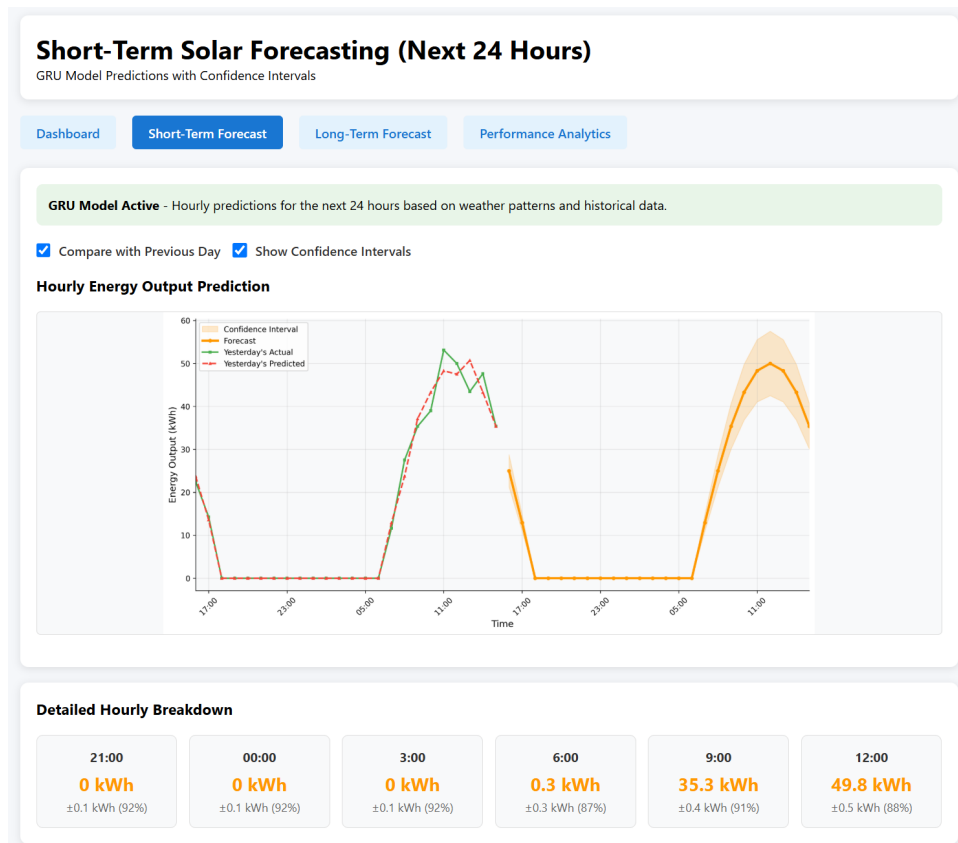 Short-Term Solar Forecasting (Next 24 Hours)
GRU Model Predictions with Confidence Intervals
Dashboard
Short-Term Forecast
Long-Term Forecast
Performance Analytics
GRU Model Active - Hourly predictions for the next 24 hours based on weather patterns and historical data.
Compare with Previous Day
Show Confidence Intervals
Hourly Energy Output Prediction
Confidence Interval
Forecast
Yesterday's Actual
Yesterday's Predicted
Energy Output (kWh)
60
50
40
30
20
10
0
17:00
23:00
05:00
11:00
17:00
23:00
05:00
11:00
Time
Detailed Hourly Breakdown
21:00
0 kWh
±0.1 kWh (92%)
00:00
0 kWh
±0.1 kWh (92%)
3:00
0 kWh
±0.1 kWh (92%)
6:00
0.3 kWh
±0.3 kWh (87%)
9:00
35.3 kWh
±0.4 kWh (91%)
12:00
49.8 kWh
±0.5 kWh (88%)